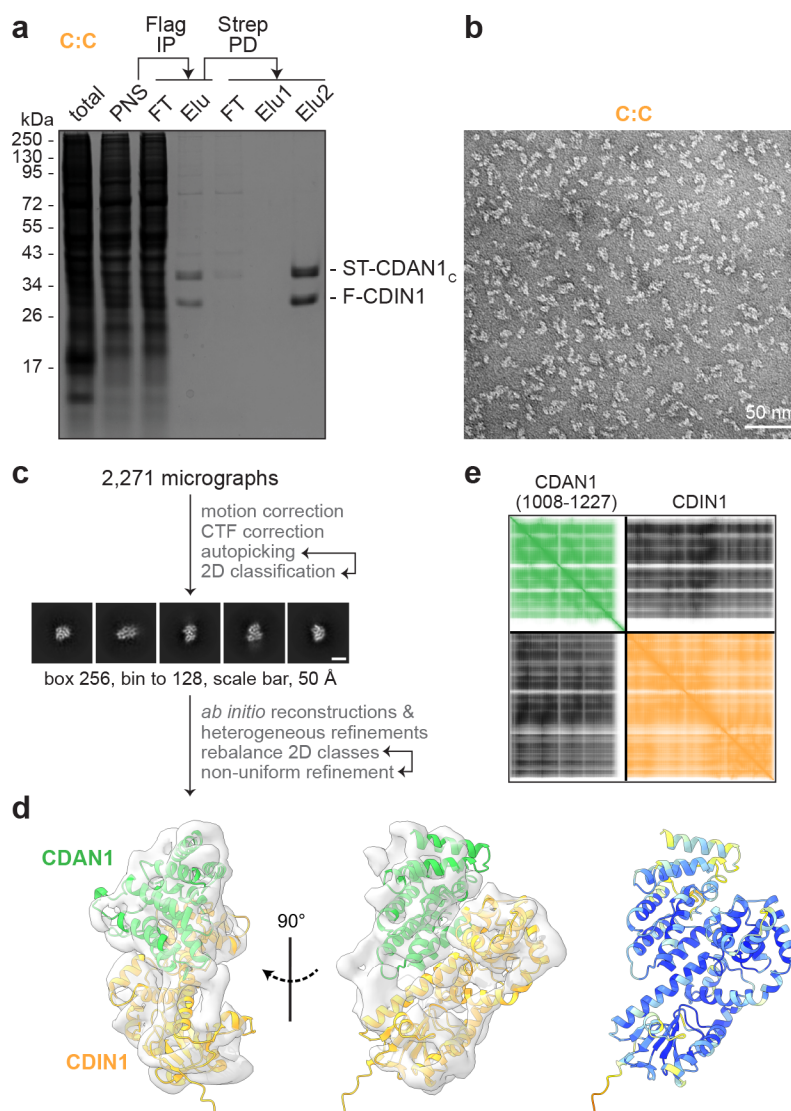 a
C:C
Flag
IP
Strep
PD
total
PNS
FT
Elu
FT
Elu1
Elu2
kDa
250 -
130 -
95 -
72 -
55 -
43 -
34 -
26 -
17 -
- ST-CDAN1C
- F-CDIN1
b
C:C
50 nm
c
2,271 micrographs
motion correction
CTF correction
autopicking
2D classification
box 256, bin to 128, scale bar, 50 Å
ab initio reconstructions &
heterogeneous refinements
rebalance 2D classes
non-uniform refinement
e
CDAN1
(1008-1227)
CDIN1
d
CDAN1
90°
CDIN1